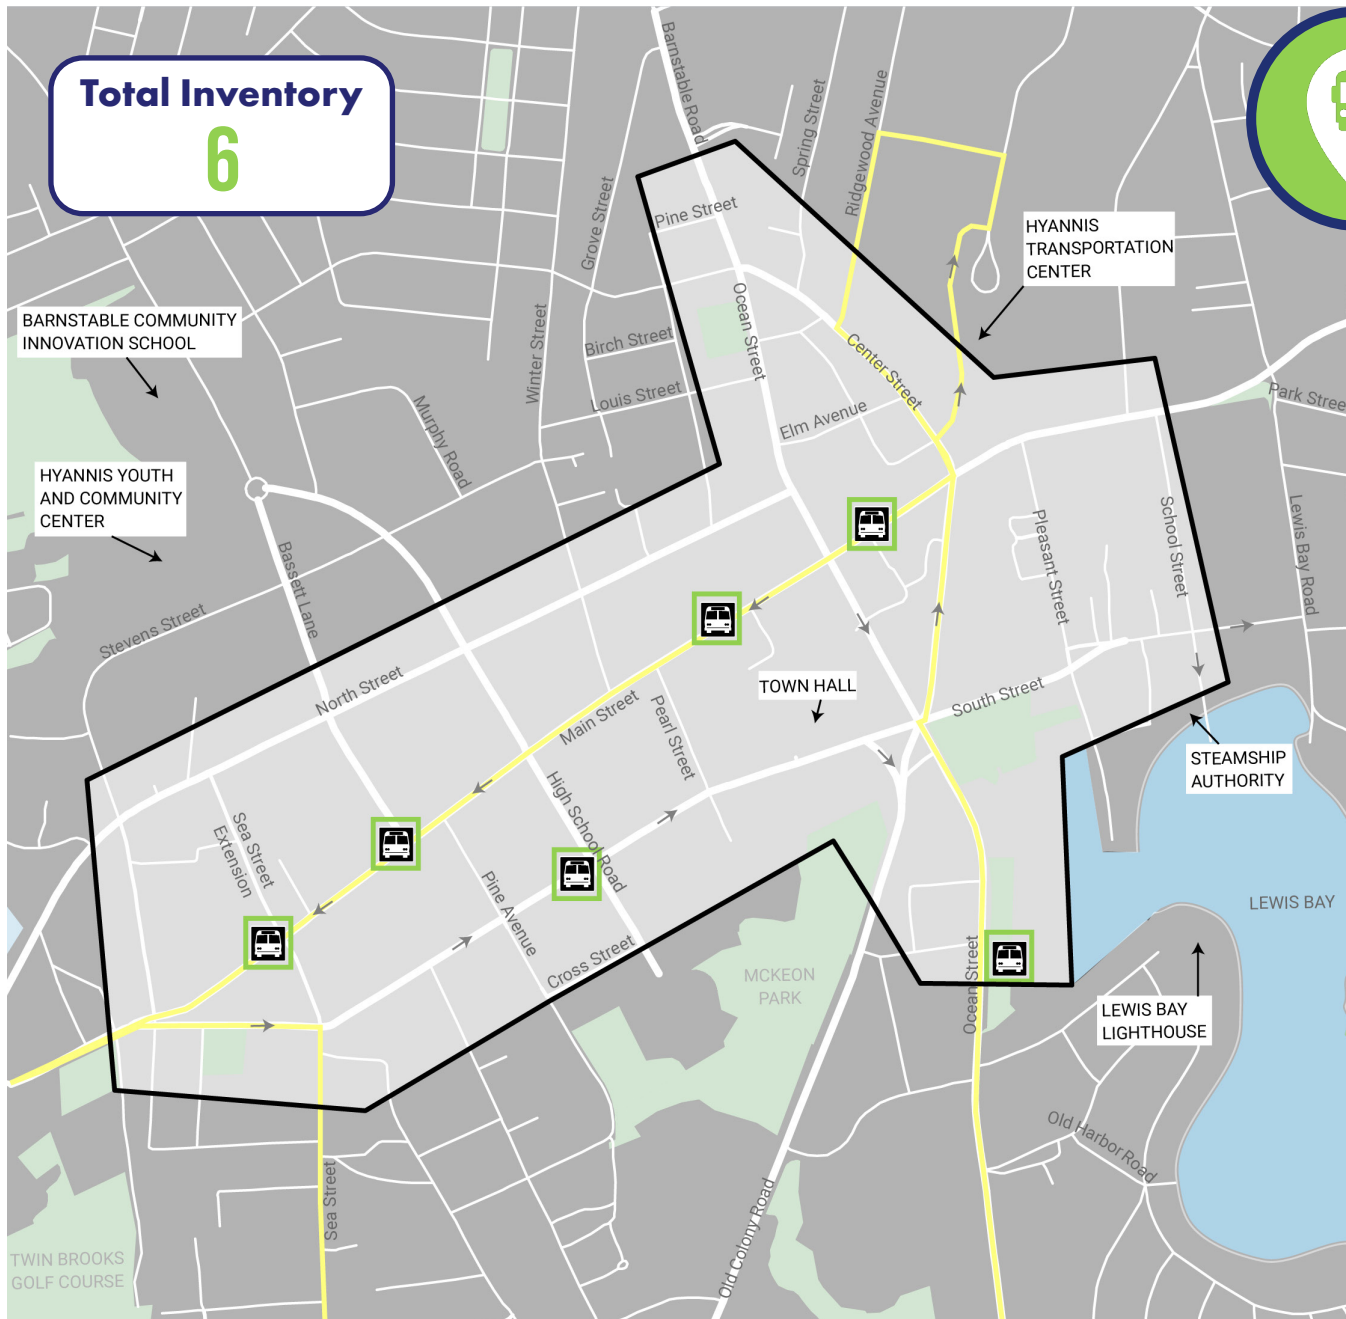 Total Inventory
6
Barnstable Road
Spring Street
Ridgewood Avenue
Grove Street
Pine Street
HYANNIS
TRANSPORTATION
CENTER
BARNSTABLE COMMUNITY
INNOVATION SCHOOL
Ocean Street
Winter Street
Birch Street
Center Street
Louis Street
Elm Avenue
Murphy Road
Park Stree
HYANNIS YOUTH
AND COMMUNITY
CENTER
Lewis Bay Road
School Street
Pleasant Street
Bassett Lane
Stevens Street
North Street
Main Street
Pearl Street
TOWN HALL
South Street
STEAMSHIP
AUTHORITY
High School Road
Sea Street
Extension
Pine Avenue
Cross Street
LEWIS BAY
MCKEON
PARK
Ocean Street
LEWIS BAY
LIGHTHOUSE
Old Harbor Road
Sea Street
Old Colony Road
TWIN BROOKS
GOLF COURSE